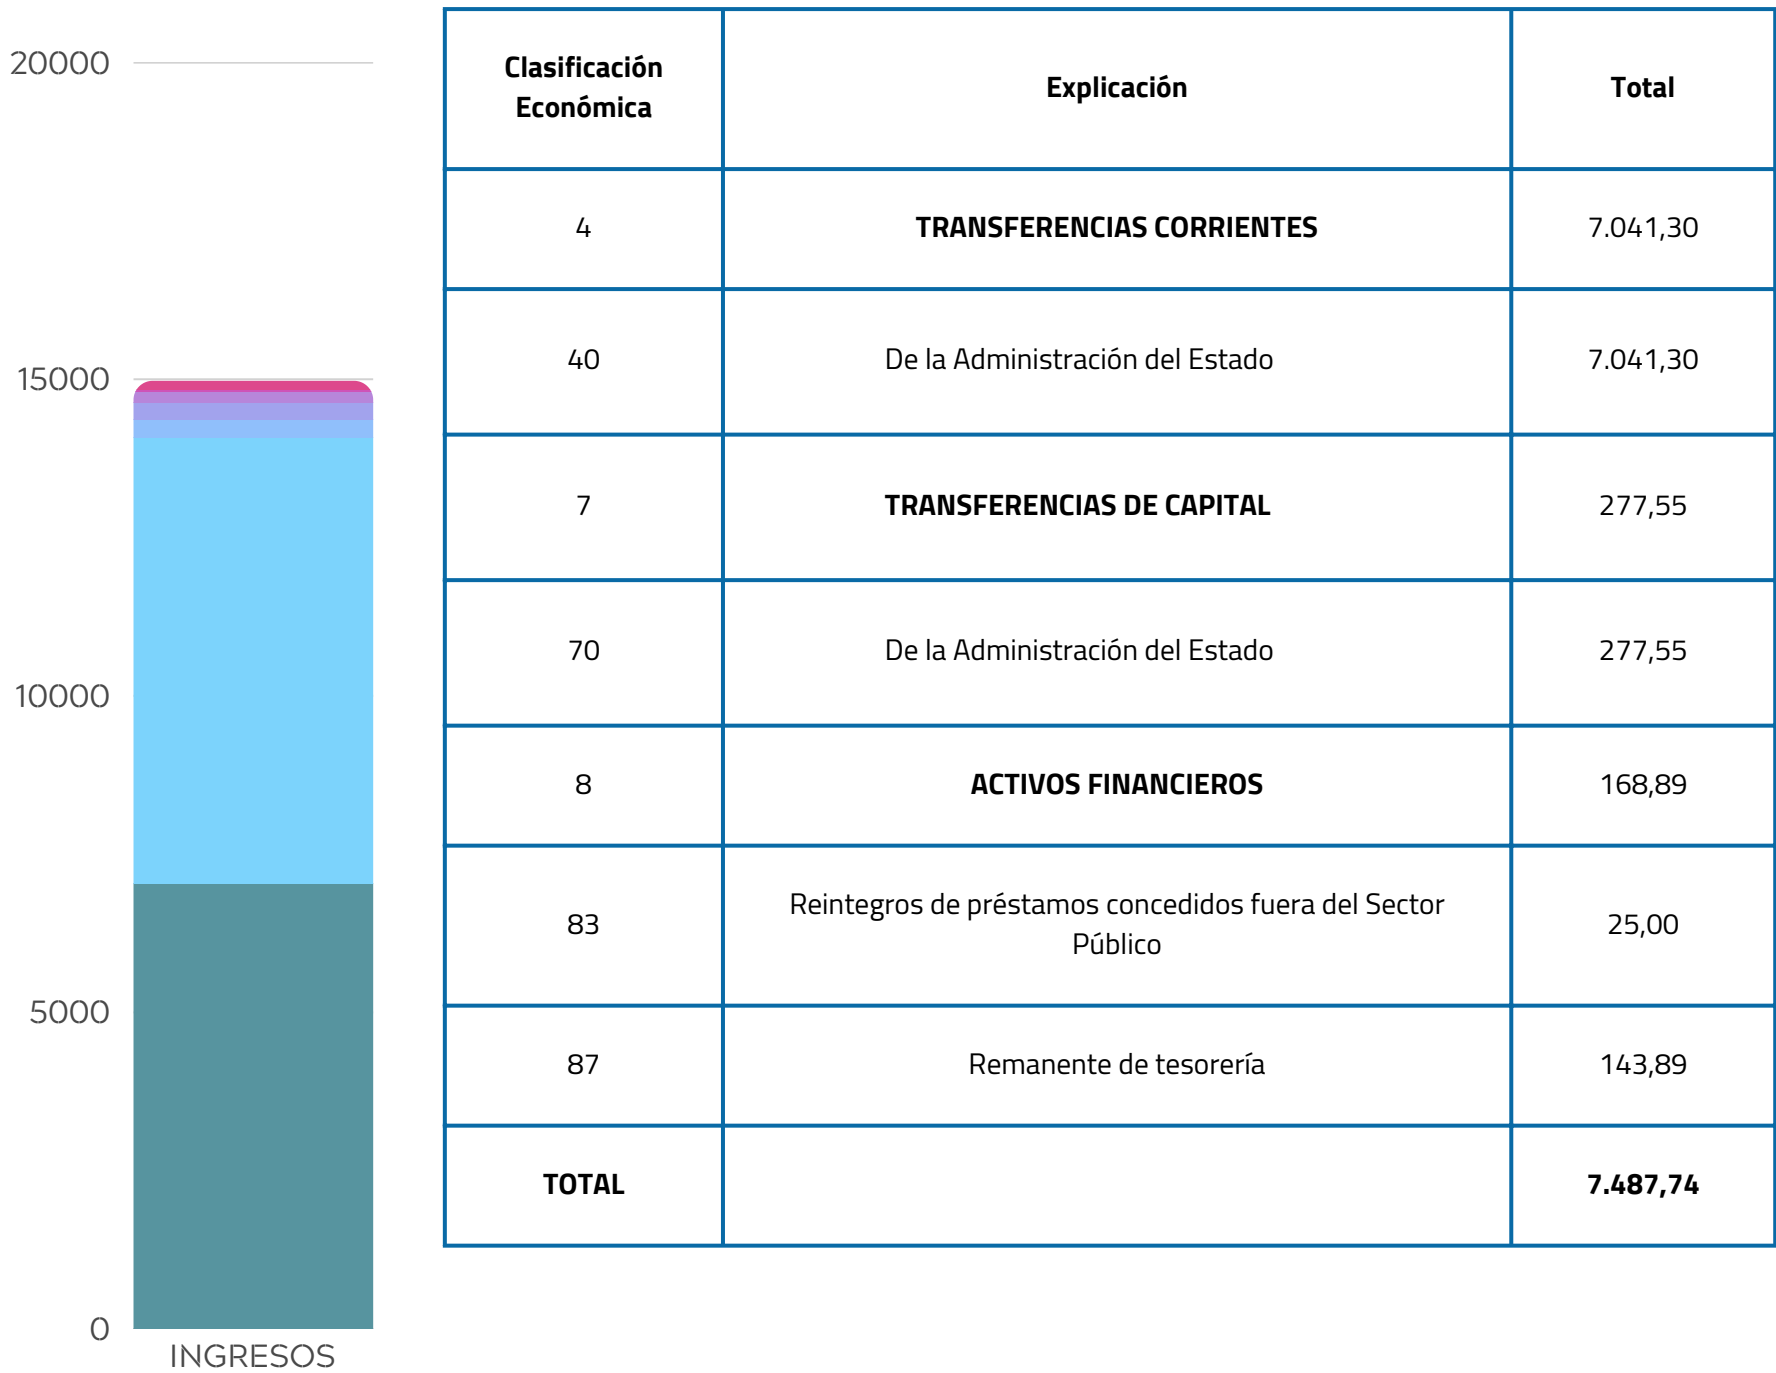 20000
15000
10000
5000
0
INGRESOS
Clasificación
Económica
Explicación
Total
4
TRANSFERENCIAS CORRIENTES
7.041,30
40
De la Administración del Estado
7.041,30
7
TRANSFERENCIAS DE CAPITAL
277,55
70
De la Administración del Estado
277,55
8
ACTIVOS FINANCIEROS
168,89
83
Reintegros de préstamos concedidos fuera del Sector
Público
25,00
87
Remanente de tesorería
143,89
TOTAL
7.487,74